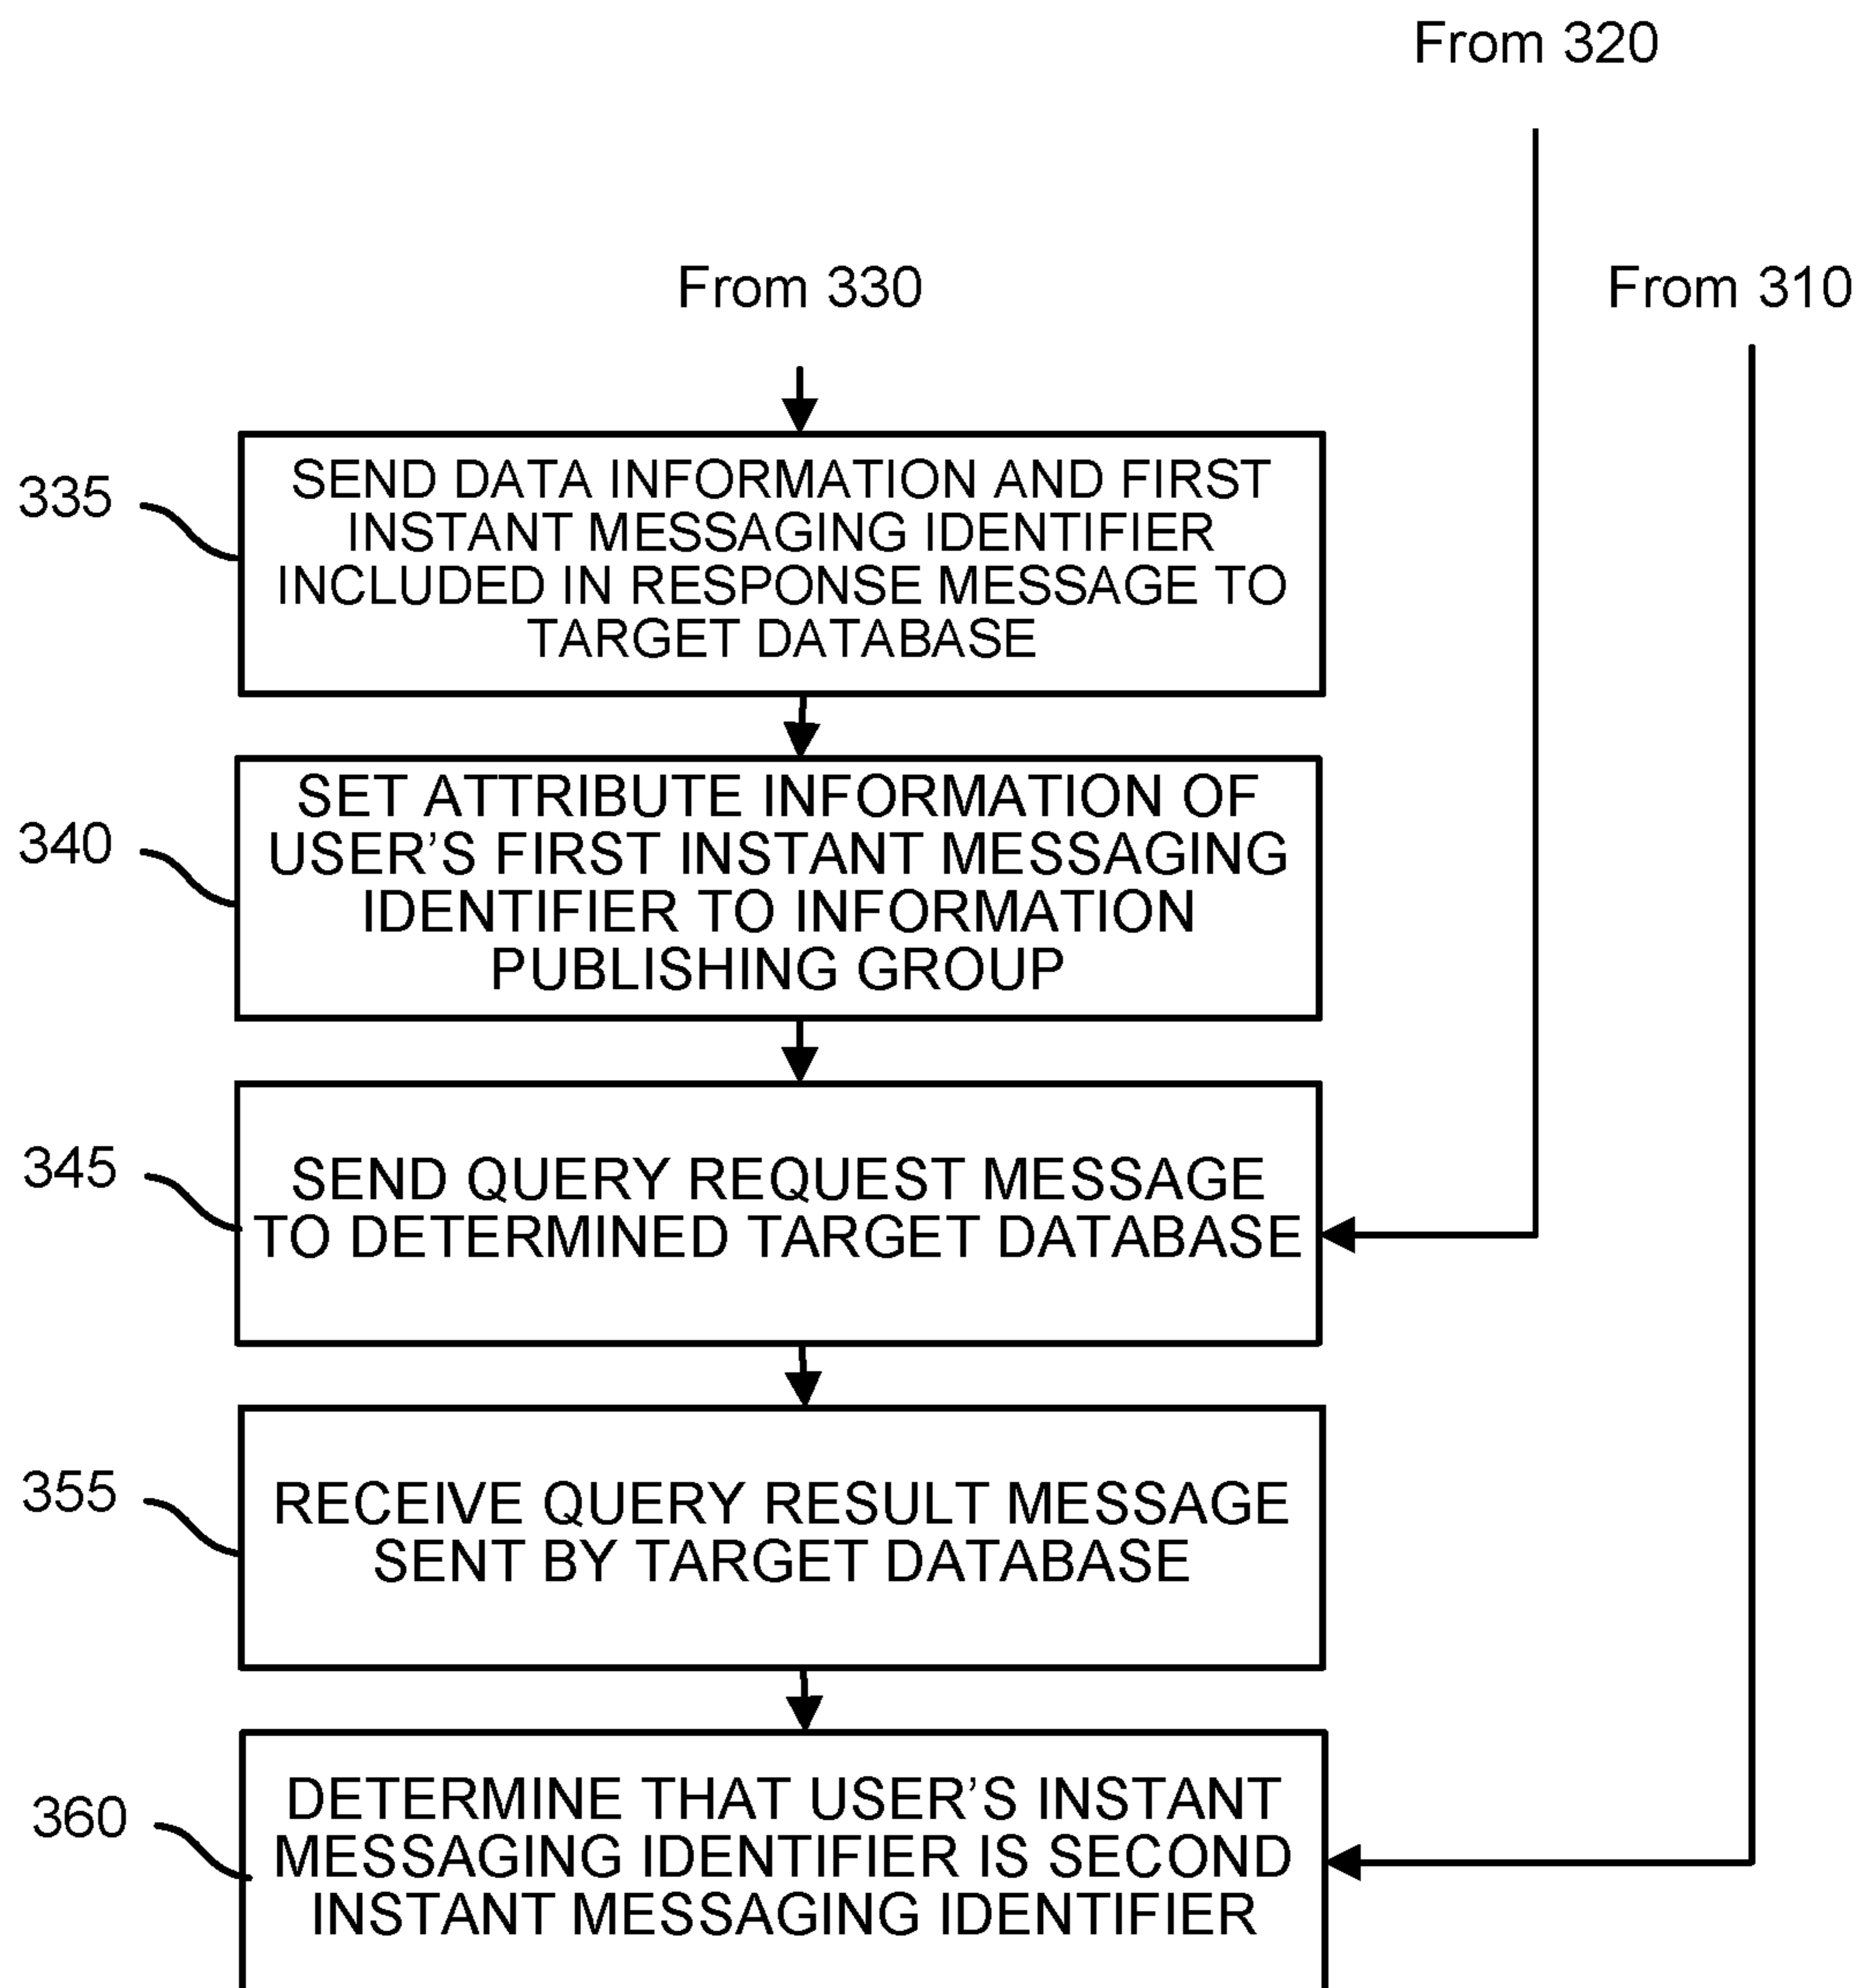 From 320
From 330
From 310
335
SEND DATA INFORMATION AND FIRST
INSTANT MESSAGING IDENTIFIER
INCLUDED IN RESPONSE MESSAGE TO
TARGET DATABASE
340
SET ATTRIBUTE INFORMATION OF
USER’S FIRST INSTANT MESSAGING
IDENTIFIER TO INFORMATION
PUBLISHING GROUP
345
SEND QUERY REQUEST MESSAGE
TO DETERMINED TARGET DATABASE
355
RECEIVE QUERY RESULT MESSAGE
SENT BY TARGET DATABASE
360
DETERMINE THAT USER’S INSTANT
MESSAGING IDENTIFIER IS SECOND
INSTANT MESSAGING IDENTIFIER